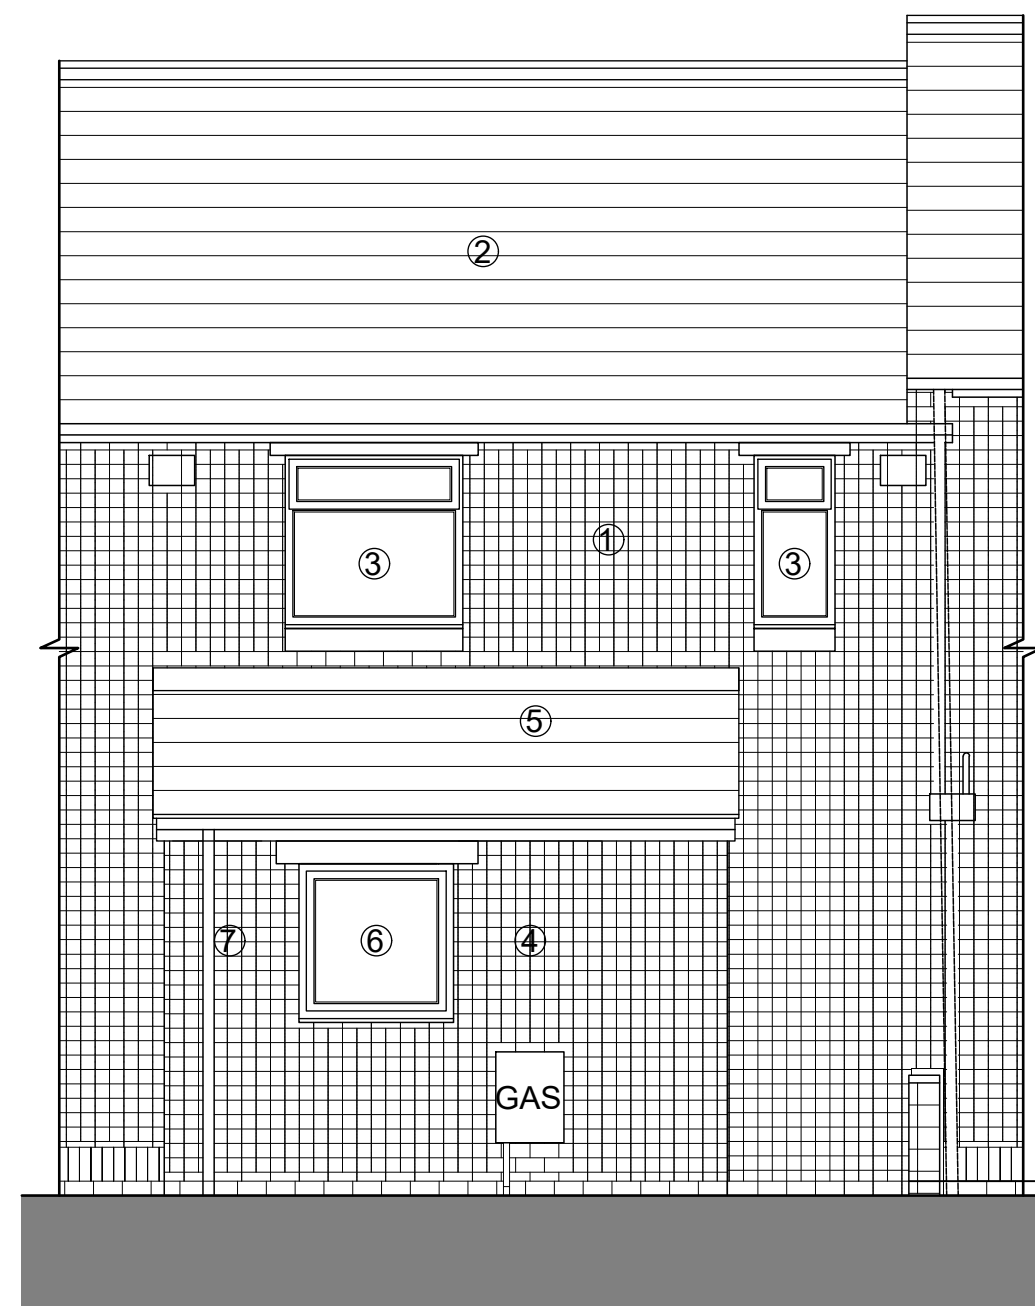 ②
①
③ ③
⑤
⑦ ⑥ ④
GAS